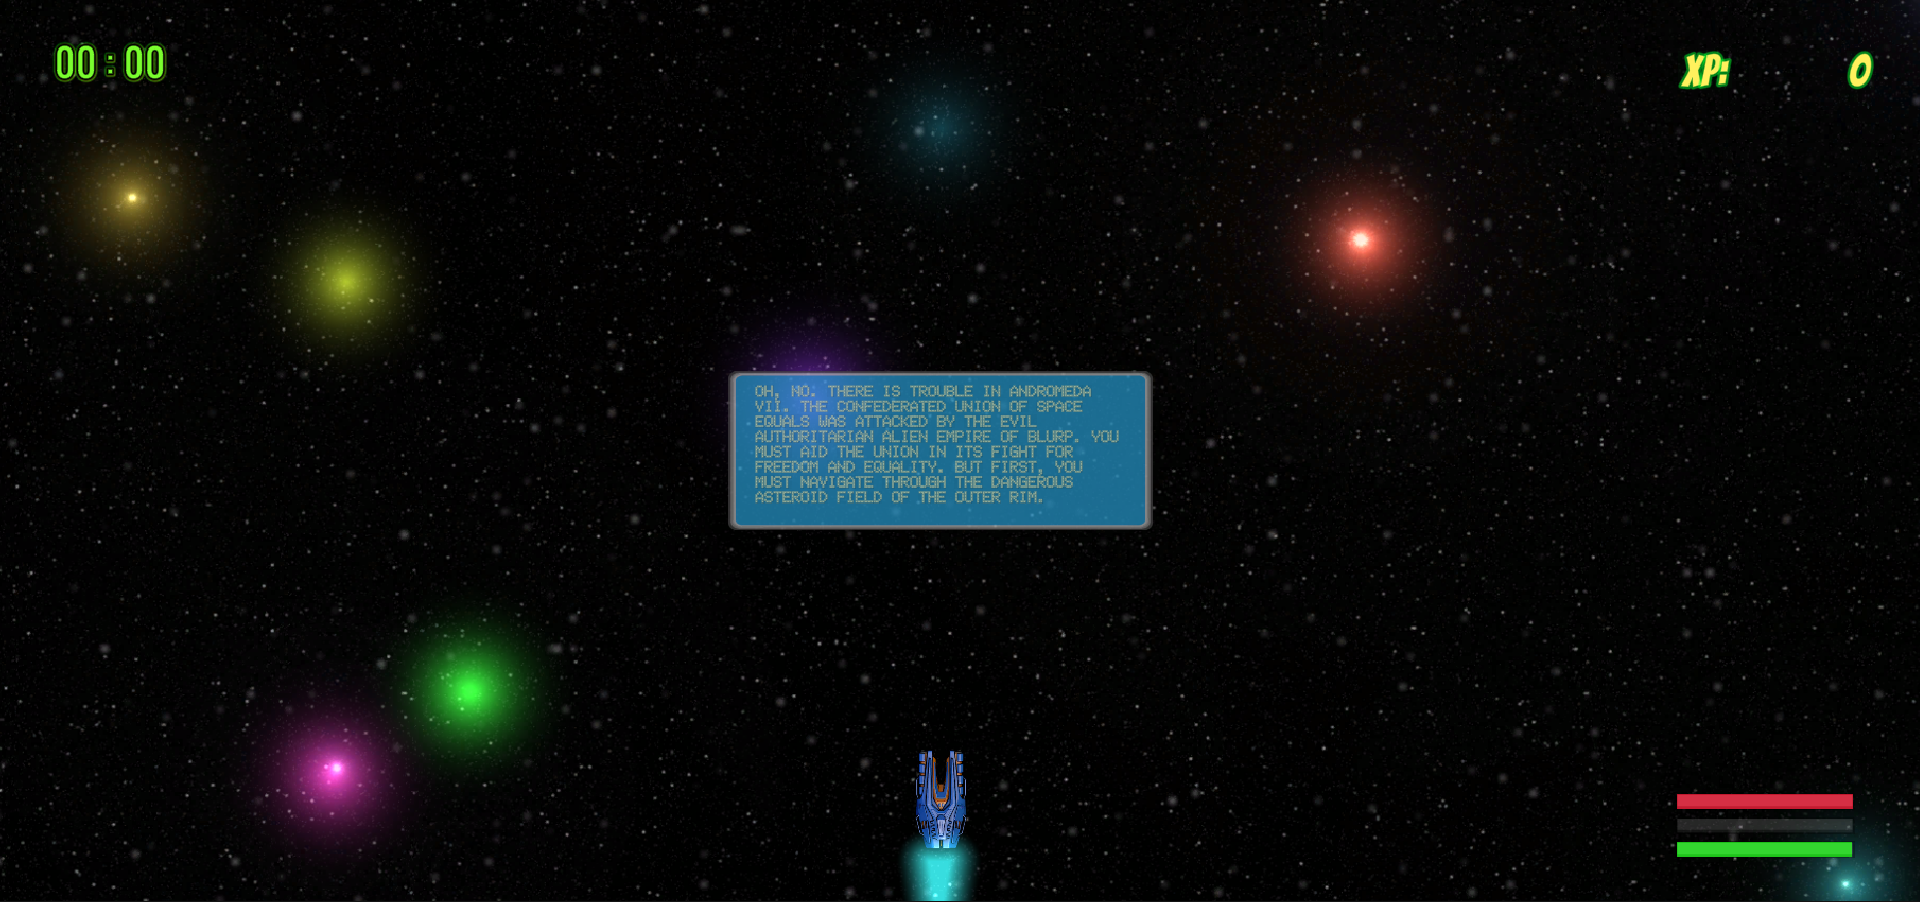 00:00
XP: 0
OH, NO. THERE IS TROUBLE IN ANDROMEDA
VII. THE CONFEDERATED UNION OF SPACE
EQUALS WAS ATTACKED BY THE EVIL
AUTHORITARIAN ALIEN EMPIRE OF BLURP. YOU
MUST AID THE UNION IN ITS FIGHT FOR
FREEDOM AND EQUALITY. BUT FIRST, YOU
MUST NAVIGATE THROUGH THE DANGEROUS
ASTEROID FIELD OF THE OUTER RIM.